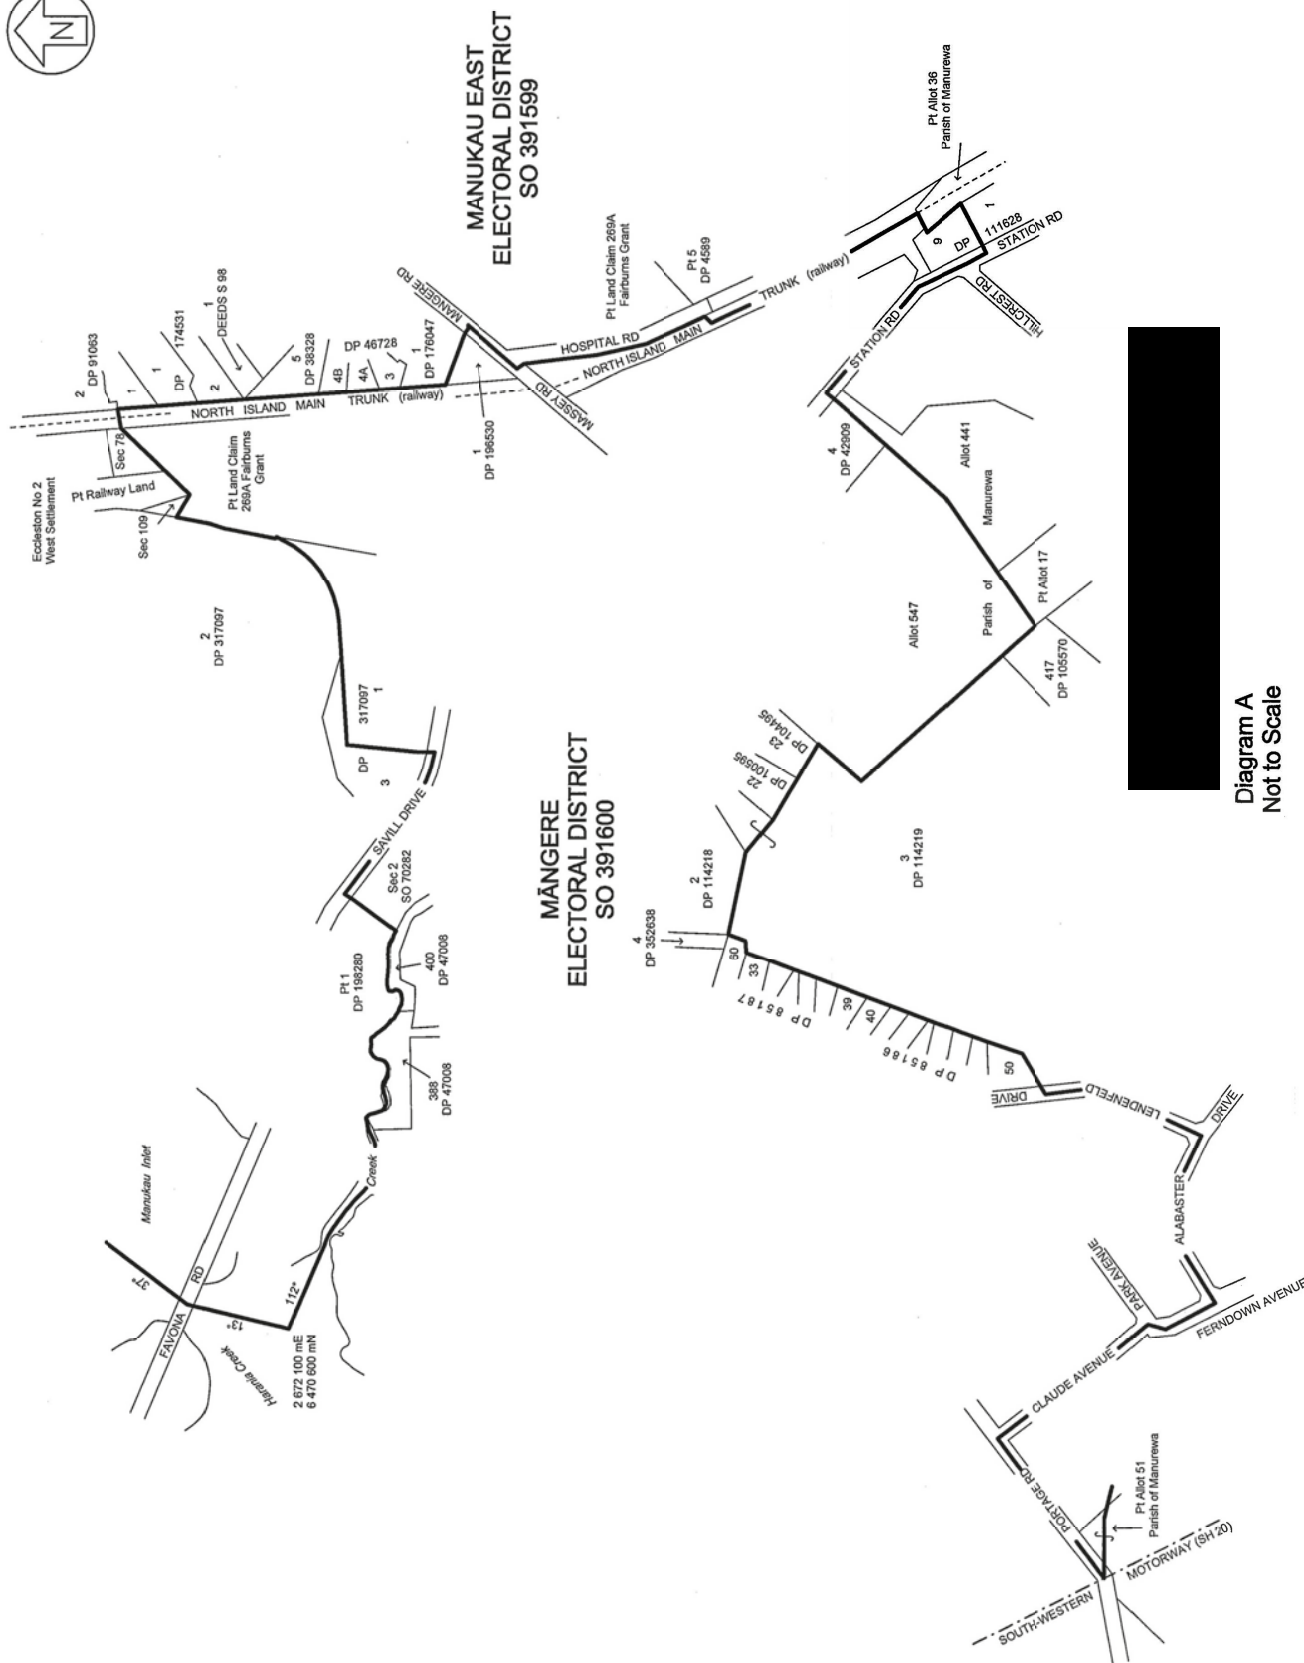 N
MANUKAU EAST
ELECTORAL DISTRICT
SO 391599
Pt Allot 36
Parish of Manurewa
2
DP 91063
1
1
DP
174531
2
1
DEEDS S 98
5
DP 38328
4B
4A
DP 46728
3
1
DP 176047
MANGERE RD
NORTH ISLAND MAIN TRUNK (railway)
1
DP 196530
MASSEY RD
HOSPITAL RD
NORTH ISLAND MAIN TRUNK (railway)
Pt Land Claim 269A
Fairburns Grant
Pt 5
DP 4589
9
DP
111628
1
STATION RD
HILLCREST RD
STATION RD
Eccleston No 2
West Settlement
Sec 78
Pt Railway Land
Sec 109
Pt Land Claim
269A Fairburns
Grant
2
DP 317097
DP
317097
1
3
SAVILL DRIVE
Sec 2
SO 70282
Pt 1
DP 198280
400
DP 47008
388
DP 47008
Creek
Manukau Inlet
37°
FAVONA RD
13°
112°
Harania Creek
2 672 100 mE
6 470 600 mN
MĀNGERE
ELECTORAL DISTRICT
SO 391600
4
DP 42909
Allot 441
Parish of Manurewa
Allot 547
Pt Allot 17
417
DP 105570
23
DP 104495
22
DP 100595
2
DP 114218
3
DP 114219
4
DP 352638
60
33
DP 85187
39
40
DP 85186
50
LENDENFELD DRIVE
ALABASTER DRIVE
PARK AVENUE
FERNDOWN AVENUE
CLAUDE AVENUE
PORTAGE RD
Pt Allot 51
Parish of Manurewa
SOUTH-WESTERN MOTORWAY (SH 20)
Diagram A
Not to Scale